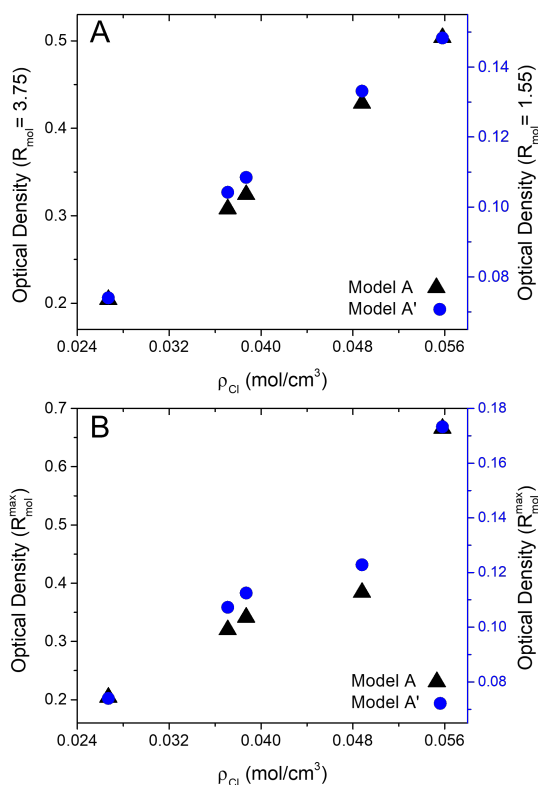 A
Optical Density (Rmol = 3.75)
Optical Density (Rmol = 1.55)
0.5
0.4
0.3
0.2
0.14
0.12
0.10
0.08
Model A
Model A'
0.024 0.032 0.040 0.048 0.056
ρCl (mol/cm³)
B
Optical Density (Rmol^max)
Optical Density (Rmol^max)
0.7
0.6
0.5
0.4
0.3
0.2
0.18
0.16
0.14
0.12
0.10
0.08
Model A
Model A'
0.024 0.032 0.040 0.048 0.056
ρCl (mol/cm³)